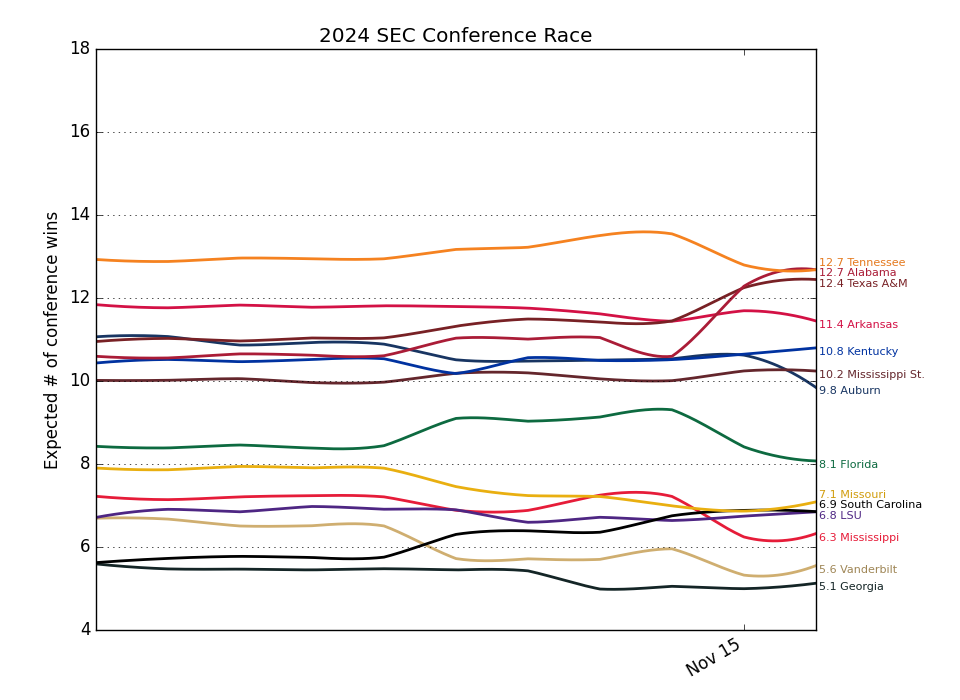 2024 SEC Conference Race
Expected # of conference wins
18
16
14
12
10
8
6
4
Nov 15
12.7 Tennessee
12.7 Alabama
12.4 Texas A&M
11.4 Arkansas
10.8 Kentucky
10.2 Mississippi St.
9.8 Auburn
8.1 Florida
7.1 Missouri
6.9 South Carolina
6.8 LSU
6.3 Mississippi
5.6 Vanderbilt
5.1 Georgia